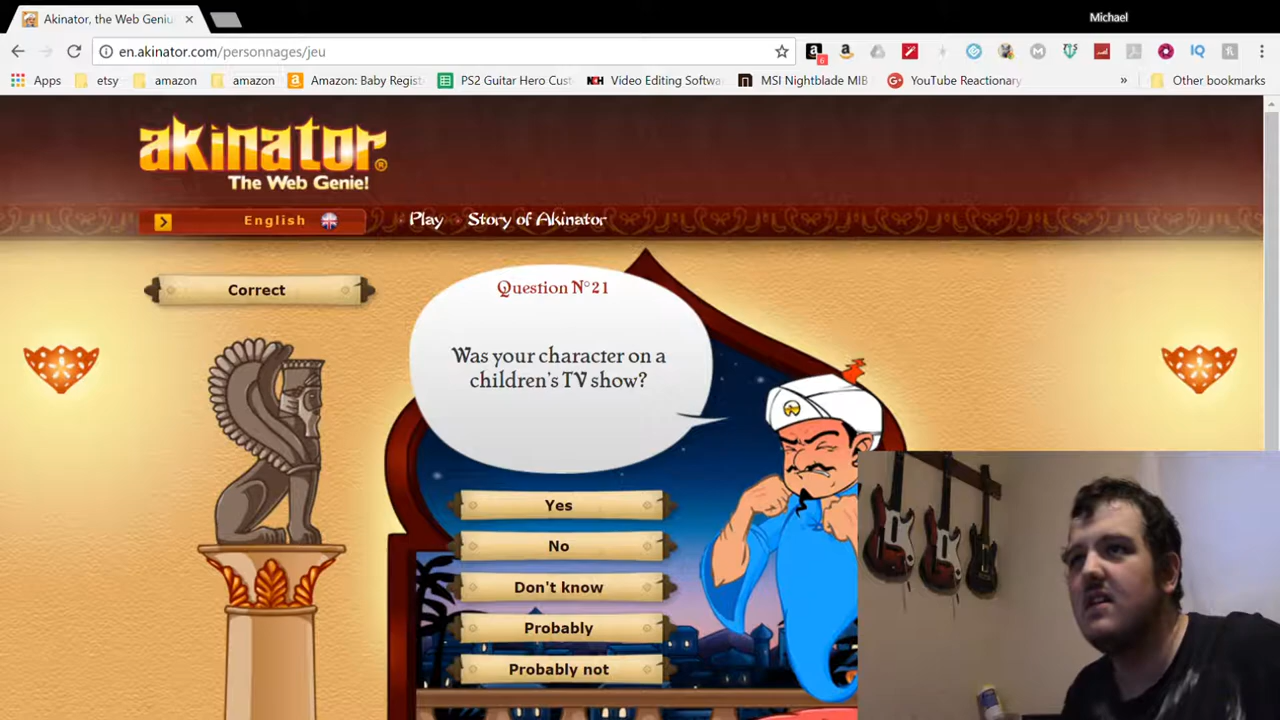 Akinator, the Web Geniu
Michael
en.akinator.com/personnages/jeu
6
IQ
Apps
etsy
amazon
amazon
Amazon: Baby Regist
PS2 Guitar Hero Cust
NCH
Video Editing Softwa
MSI Nightblade MIB
YouTube Reactionary
»
Other bookmarks
akinator®
The Web Genie!
English
Play
Story of Akinator
Correct
Question N°21
Was your character on a
children's TV show?
Yes
No
Don't know
Probably
Probably not